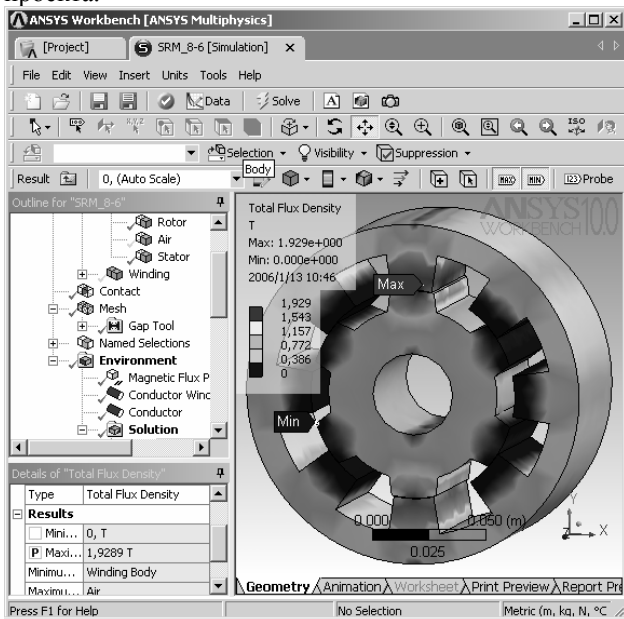 ANSYS Workbench [ANSYS Multiphysics]
[Project] SRM_8-6 [Simulation] ×
File Edit View Insert Units Tools Help
Data Solve A
ISO
Selection Visibility Suppression
Body
Result 0, (Auto Scale) MAX MIN 123 Probe
Outline for "SRM_8-6"
Rotor
Air
Stator
Winding
Contact
Mesh
Gap Tool
Named Selections
Environment
Magnetic Flux P
Conductor Winc
Conductor
Solution
Details of "Total Flux Density"
Type Total Flux Density
Results
Mini... 0, T
P Maxi... 1,9289 T
Minimu... Winding Body
Maximu... Air
Total Flux Density
T
Max: 1.929e+000
Min: 0.000e+000
2006/1/13 10:46
1,929
1,543
1,157
0,772
0,386
0
ANSYS10.0
WORKBENCH
Max
Min
0.000 0.050 (m)
0.025
Y
Z X
Geometry Animation Worksheet Print Preview Report Pre
Press F1 for Help No Selection Metric (m, kg, N, °C